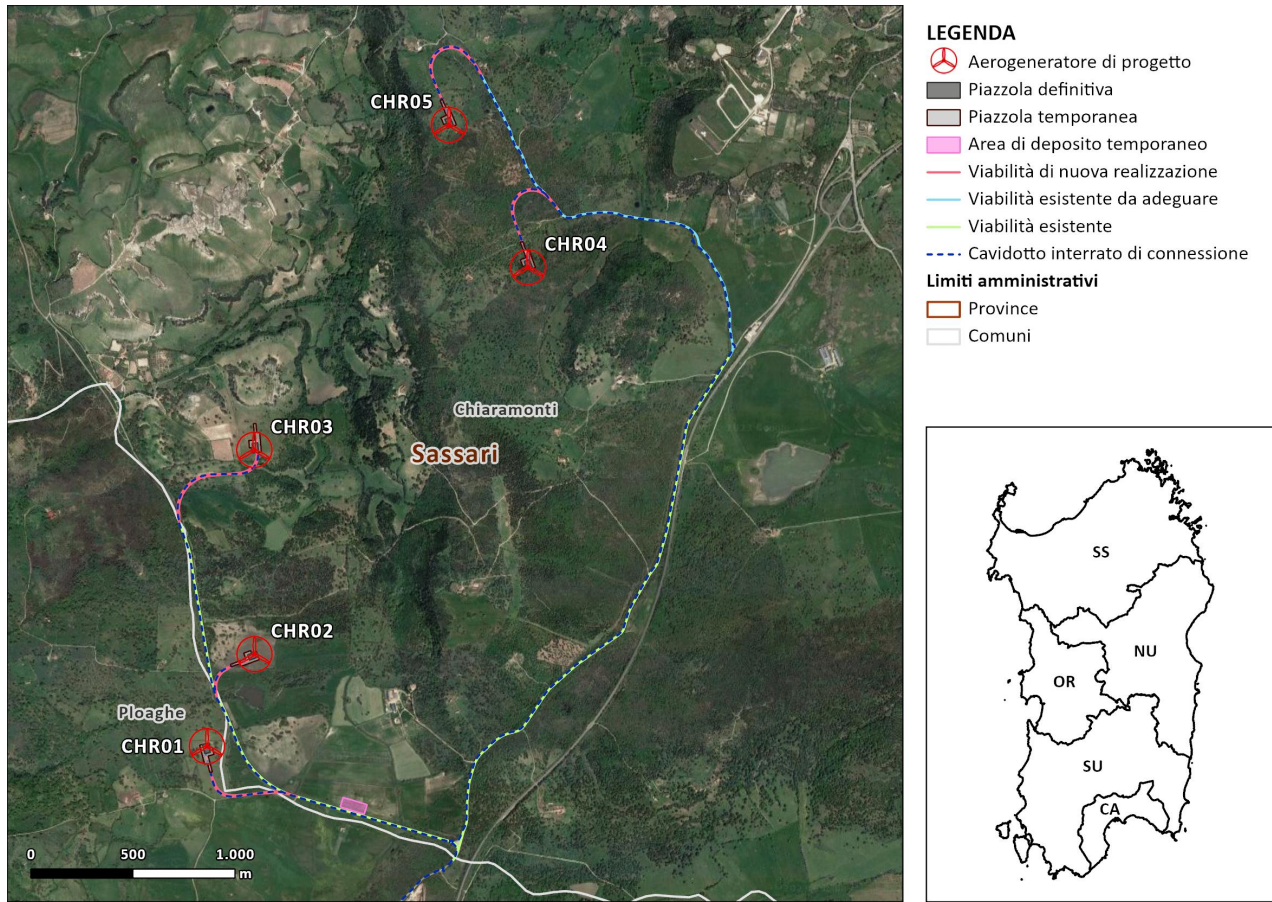 CHR05
CHR04
CHR03
Chiaramonti
Sassari
CHR02
Ploaghe
CHR01
0 500 1.000
m
LEGENDA
Aerogeneratore di progetto
Piazzola definitiva
Piazzola temporanea
Area di deposito temporaneo
Viabilità di nuova realizzazione
Viabilità esistente da adeguare
Viabilità esistente
Cavidotto interrato di connessione
Limiti amministrativi
Province
Comuni
SS
NU
OR
SU
CA